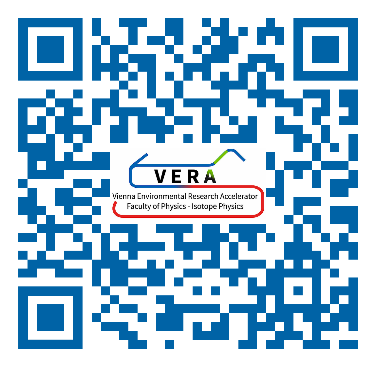 VERA
Vienna Environmental Research Accelerator
Faculty of Physics - Isotope Physics